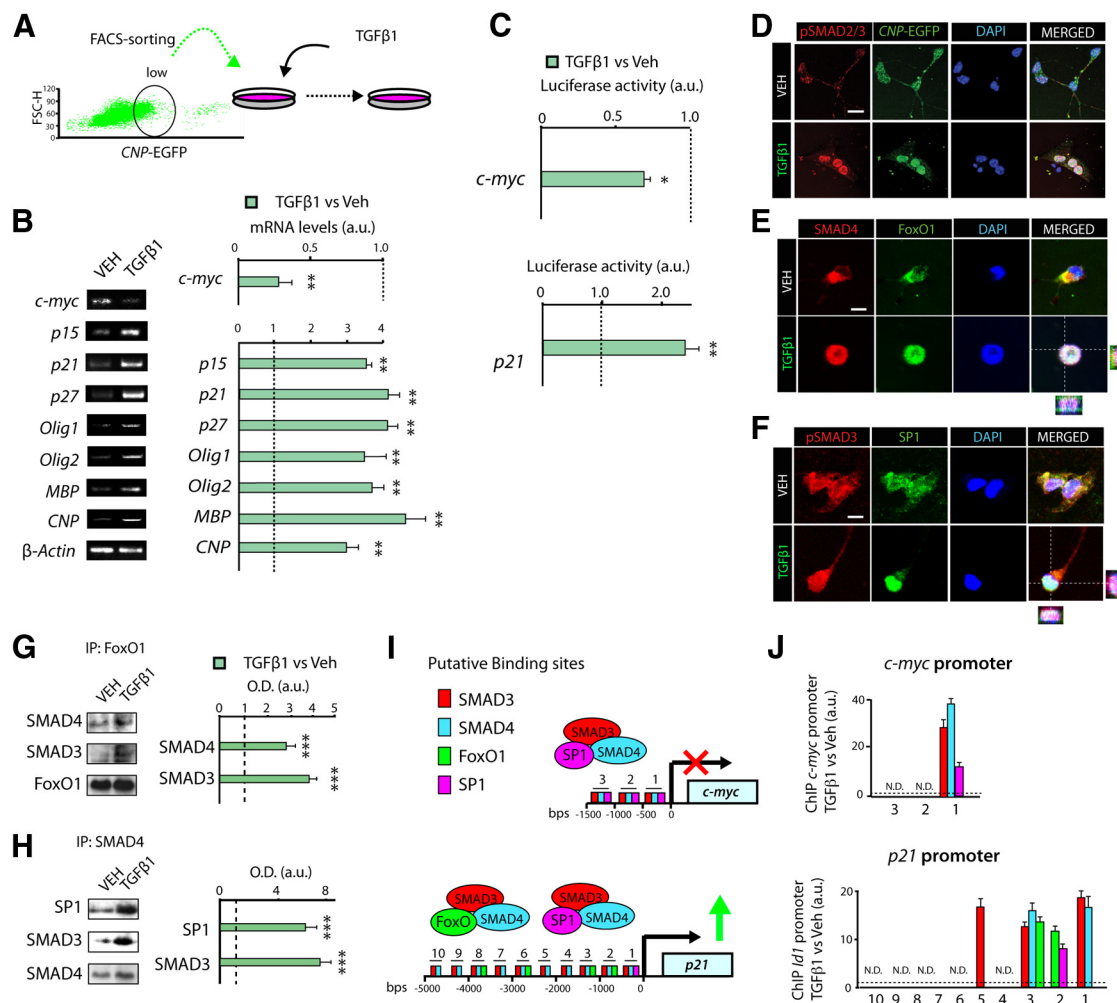 A
FACS-sorting
TGFβ1
low
FSC-H
120
90
60
30
0
CNP-EGFP
B
VEH
TGFβ1
c-myc
p15
p21
p27
Olig1
Olig2
MBP
CNP
β-Actin
TGFβ1 vs Veh
mRNA levels (a.u.)
0 0.5 1.0
c-myc
**
0 1 2 3 4
p15 **
p21 **
p27 **
Olig1 **
Olig2 **
MBP **
CNP **
C
TGFβ1 vs Veh
Luciferase activity (a.u.)
0 1.0
c-myc *
Luciferase activity (a.u.)
0 1.0 2.0
p21 **
D
pSMAD2/3 CNP-EGFP DAPI MERGED
VEH
TGFβ1
E
SMAD4 FoxO1 DAPI MERGED
VEH
TGFβ1
F
pSMAD3 SP1 DAPI MERGED
VEH
TGFβ1
G
IP: FoxO1
VEH
TGFβ1
SMAD4
SMAD3
FoxO1
TGFβ1 vs Veh
O.D. (a.u.)
0 1 2 3 4 5
SMAD4 ***
SMAD3 ***
H
IP: SMAD4
VEH
TGFβ1
SP1
SMAD3
SMAD4
O.D. (a.u.)
0 4 8
SP1 ***
SMAD3 ***
I
Putative Binding sites
SMAD3
SMAD4
FoxO1
SP1
SMAD3
SP1 SMAD4
3 2 1
c-myc
bps -1500 -1000 -500 0
SMAD3
FoxO SMAD4
SMAD3
SP1 SMAD4
10 9 8 7 6 5 4 3 2 1
p21
bps -5000 -4000 -3000 -2000 -1000 0
J
c-myc promoter
ChIP c-myc promoter
TGFβ1 vs Veh (a.u.)
40
20
0
N.D. N.D.
3 2 1
p21 promoter
ChIP Id1 promoter
TGFβ1 vs Veh (a.u.)
20
10
0
N.D. N.D. N.D. N.D. N.D. N.D.
10 9 8 7 6 5 4 3 2 1